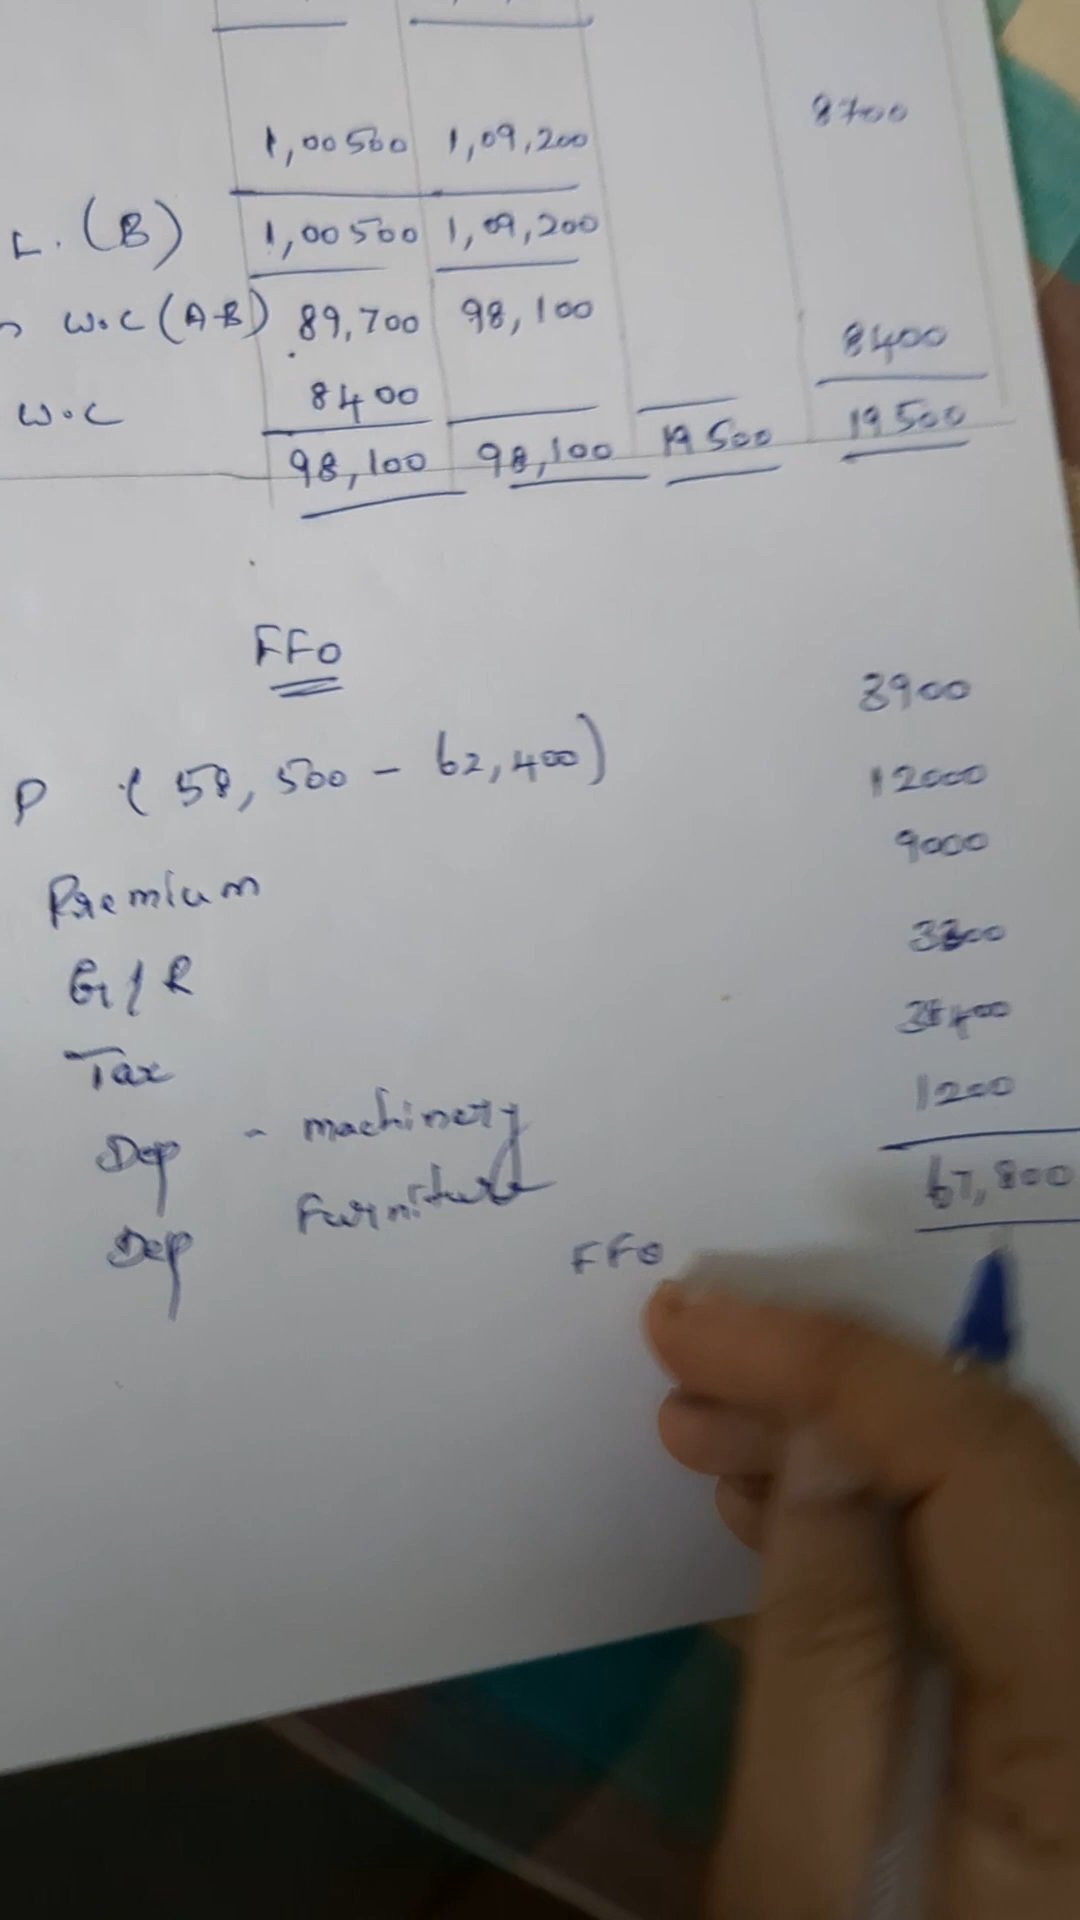 8700
1,00500 1,09,200
L. (B) 1,00500 1,09,200
W.C (A-B) 89,700 98,100
8400
W.C 8400
98,100 98,100 19500 19500
FFO
P (58,500 - 62,400) 3900
Premium 12000
G/R 9000
Tax
Dep - machinery
Dep Furniture 1200
FFO 67,800